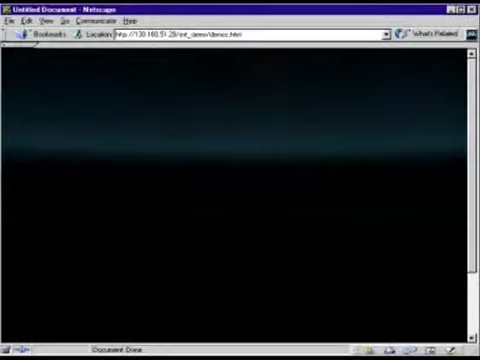 Untitled Document - Netscape
File Edit View Go Communicator Help
Bookmarks Location: What's Related
Document: Done